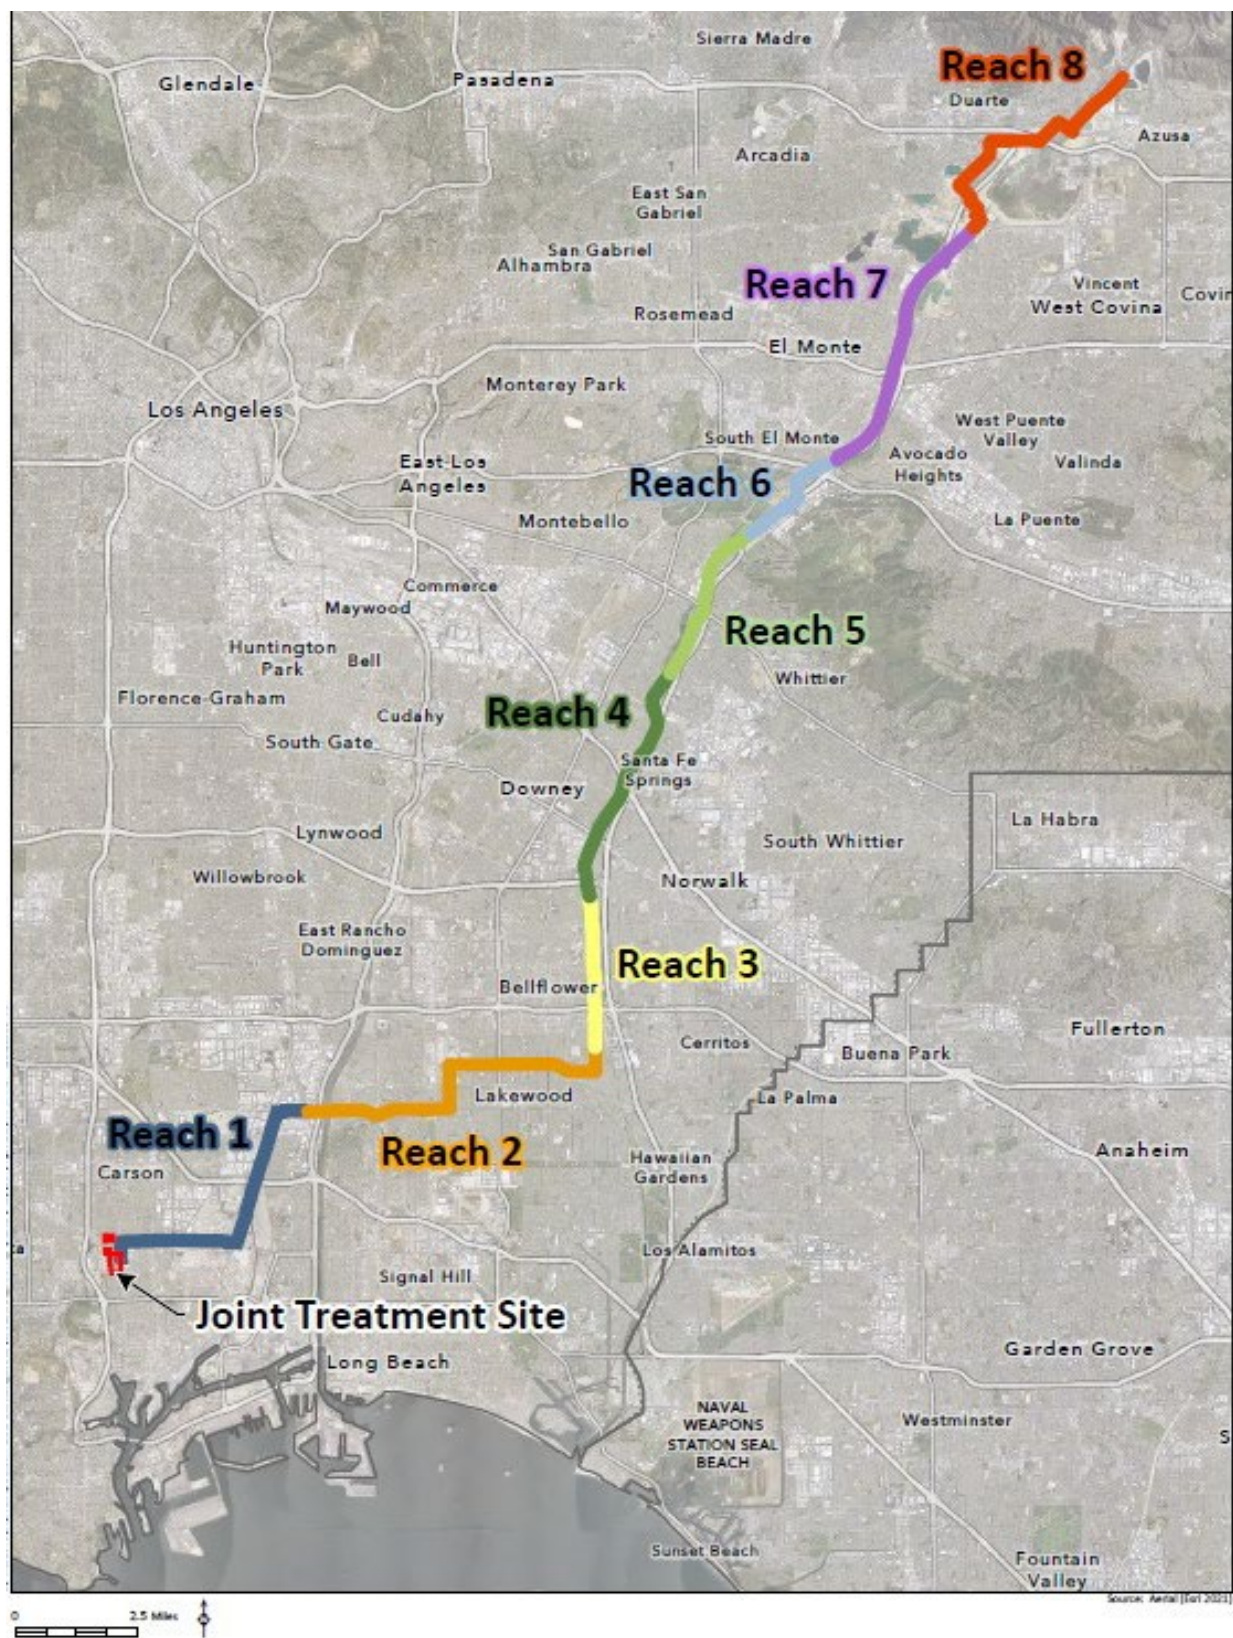 Sierra Madre
Reach 8
Glendale
Pasadena
Duarte
Azusa
Arcadia
East San
Gabriel
San Gabriel
Alhambra
Reach 7
Vincent
West Covina
Covin
Rosemead
El Monte
Monterey Park
Los Angeles
West Puente
Valley
South El Monte
Avocado
Heights
Valinda
East Los
Angeles
Reach 6
Montebello
La Puente
Commerce
Maywood
Reach 5
Huntington
Park
Bell
Whittier
Florence-Graham
Reach 4
Cudahy
South Gate
Santa Fe
Springs
Downey
La Habra
Lynwood
South Whittier
Willowbrook
Norwalk
East Rancho
Dominguez
Reach 3
Bellflower
Fullerton
Cerritos
Buena Park
Lakewood
La Palma
Reach 1
Reach 2
Anaheim
Carson
Hawaiian
Gardens
Los Alamitos
Signal Hill
Joint Treatment Site
Long Beach
Garden Grove
NAVAL
WEAPONS
STATION SEAL
BEACH
Westminster
S
Sunset Beach
Fountain
Valley
Source: Aerial (Esri 2021)
0 2.5 Miles